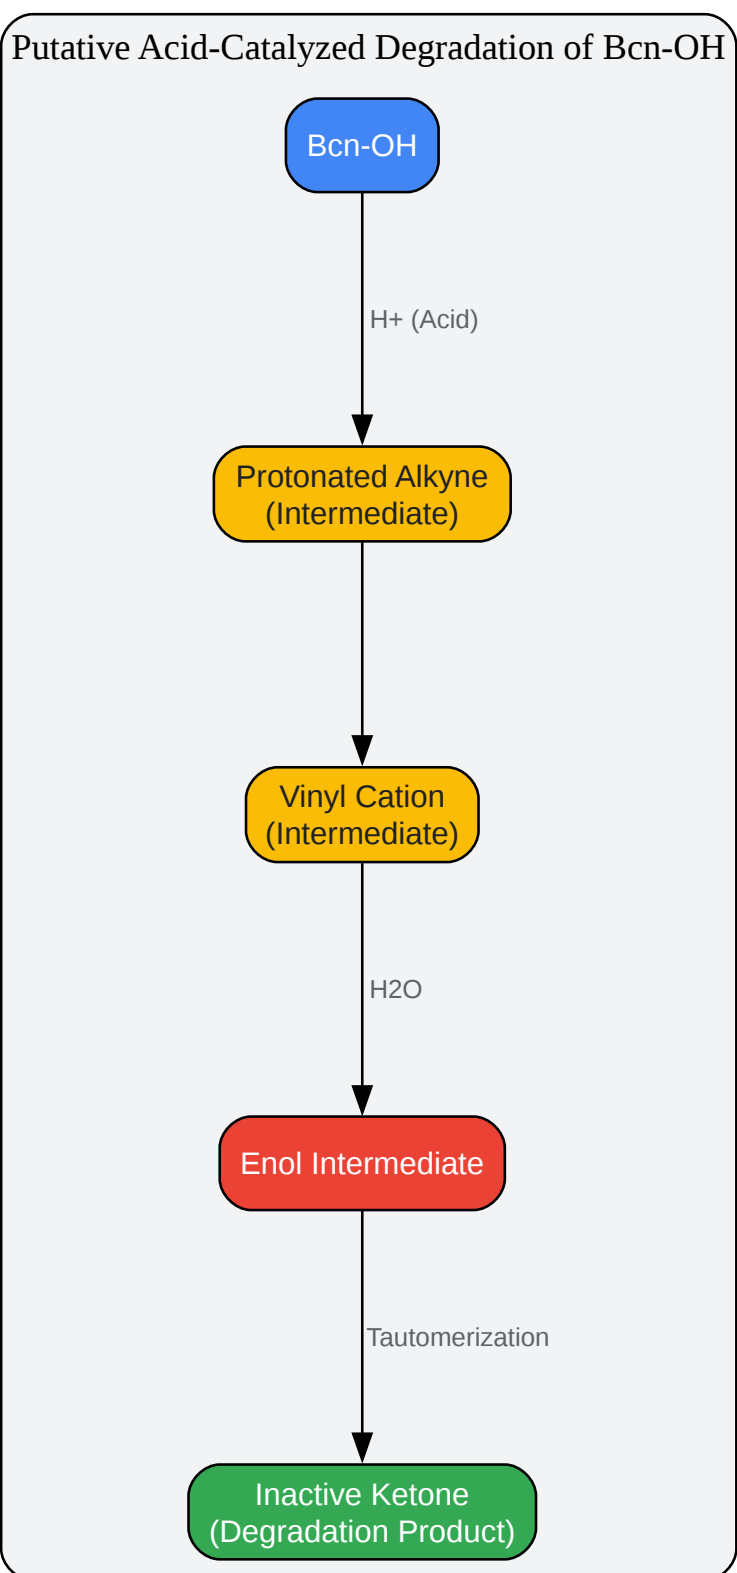 Putative Acid-Catalyzed Degradation of Bcn-OH
Bcn-OH
H+ (Acid)
Protonated Alkyne
(Intermediate)
Vinyl Cation
(Intermediate)
H2O
Enol Intermediate
Tautomerization
Inactive Ketone
(Degradation Product)